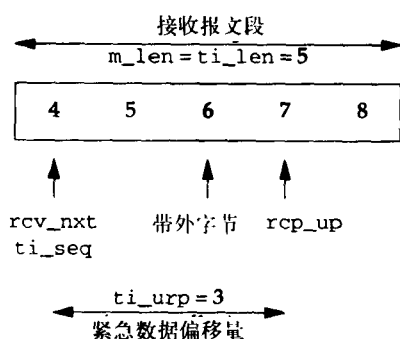 接收报文段
m_len=ti_len=5
4 5 6 7 8
rcv_nxt 带外字节 rcp_up
ti_seq
ti_urp=3
紧急数据偏移量